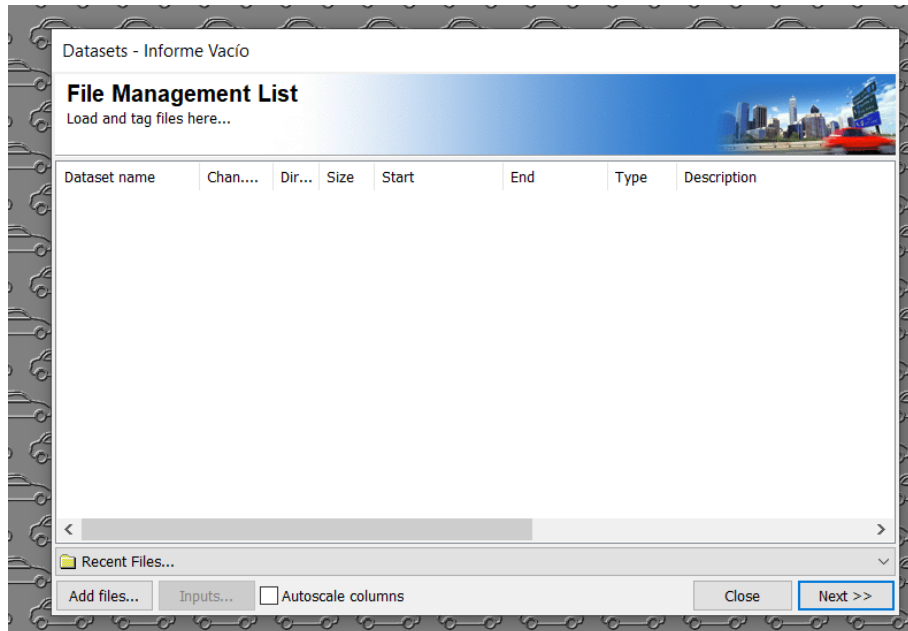 Datasets - Informe Vacío
File Management List
Load and tag files here...
Dataset name Chan.... Dir... Size Start End Type Description
Recent Files...
Add files... Inputs... Autoscale columns Close Next >>